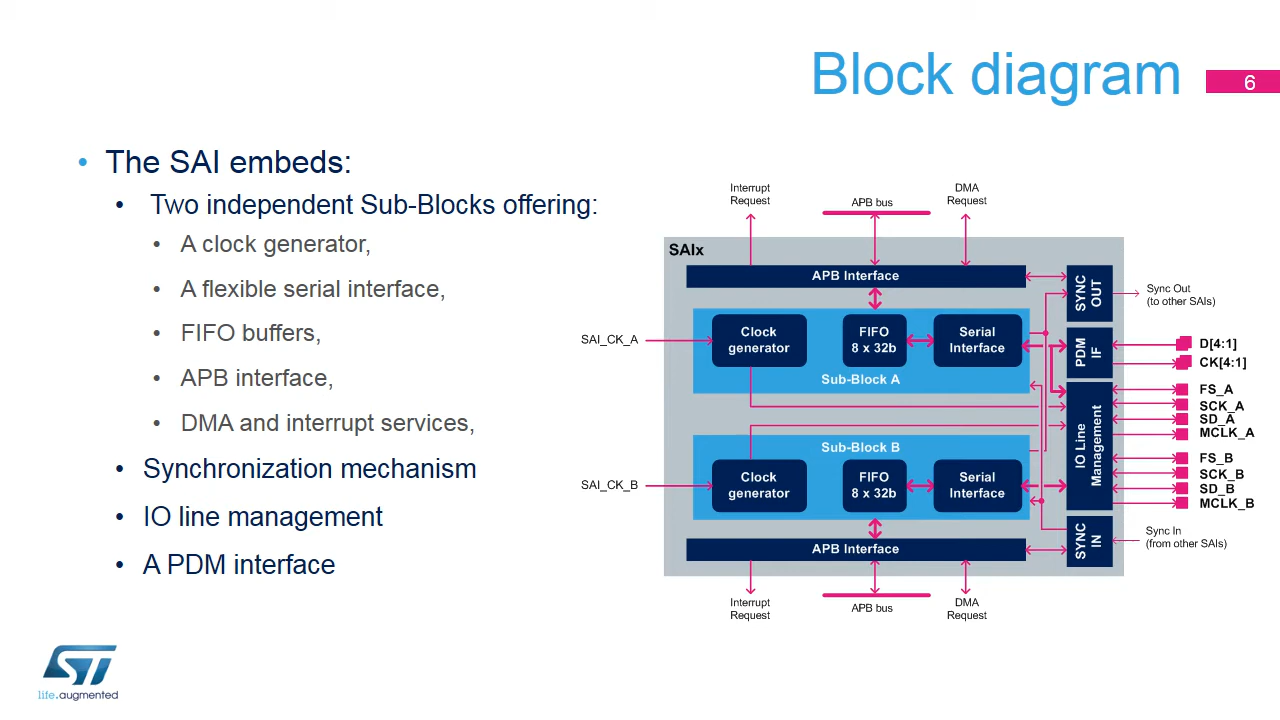 Block diagram
6
• The SAI embeds:
• Two independent Sub-Blocks offering:
• A clock generator,
• A flexible serial interface,
• FIFO buffers,
• APB interface,
• DMA and interrupt services,
• Synchronization mechanism
• IO line management
• A PDM interface
Interrupt
Request
APB bus
DMA
Request
SAIx
APB Interface
SYNC
OUT
Sync Out
(to other SAIs)
SAI_CK_A
Clock
generator
FIFO
8 x 32b
Serial
Interface
Sub-Block A
PDM
IF
D[4:1]
CK[4:1]
IO Line
Management
FS_A
SCK_A
SD_A
MCLK_A
FS_B
SCK_B
SD_B
MCLK_B
Sub-Block B
SAI_CK_B
Clock
generator
FIFO
8 x 32b
Serial
Interface
APB Interface
SYNC
IN
Sync In
(from other SAIs)
Interrupt
Request
APB bus
DMA
Request
ST
life.augmented